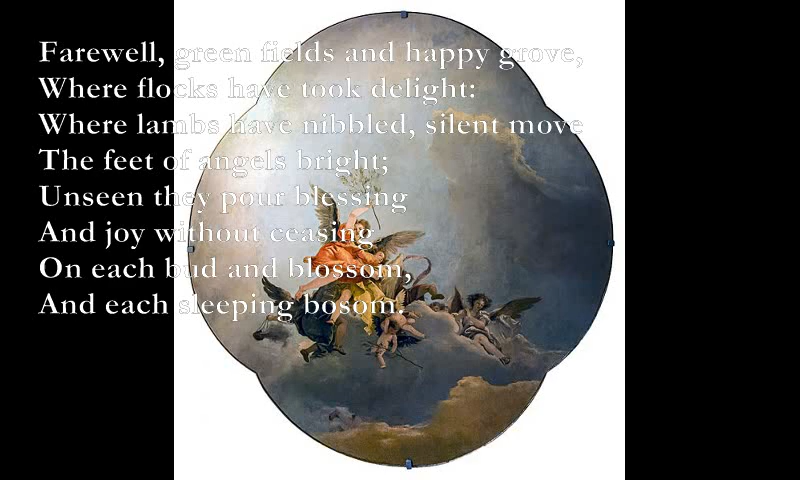 Farewell, green fields and happy grove,
Where flocks have took delight:
Where lambs have nibbled, silent move
The feet of angels bright;
Unseen they pour blessing
And joy without ceasing
On each bud and blossom,
And each sleeping bosom.